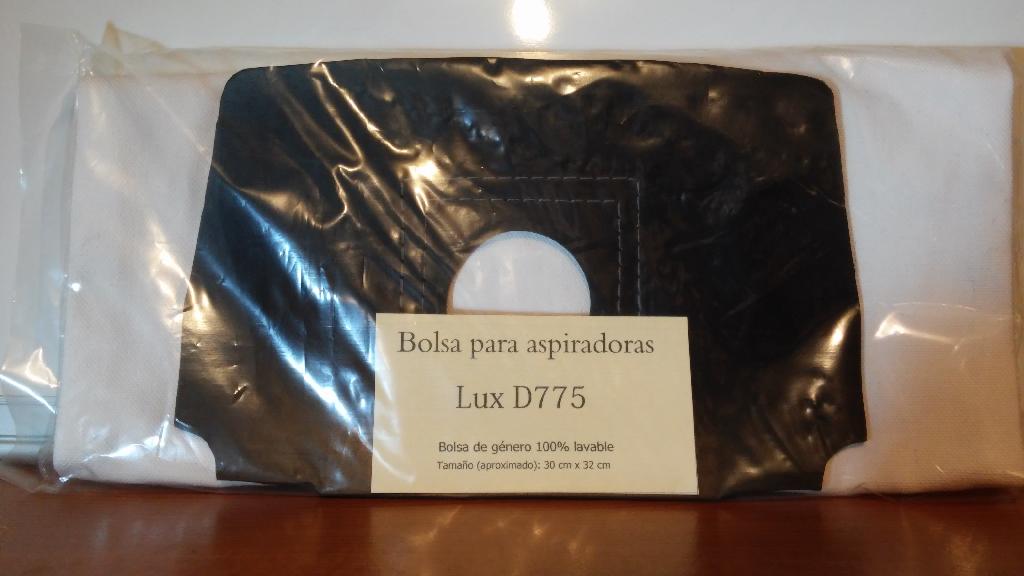 Bolsa para aspiradoras
Lux D775
Bolsa de género 100% lavable
Tamaño (aproximado): 30 cm x 32 cm